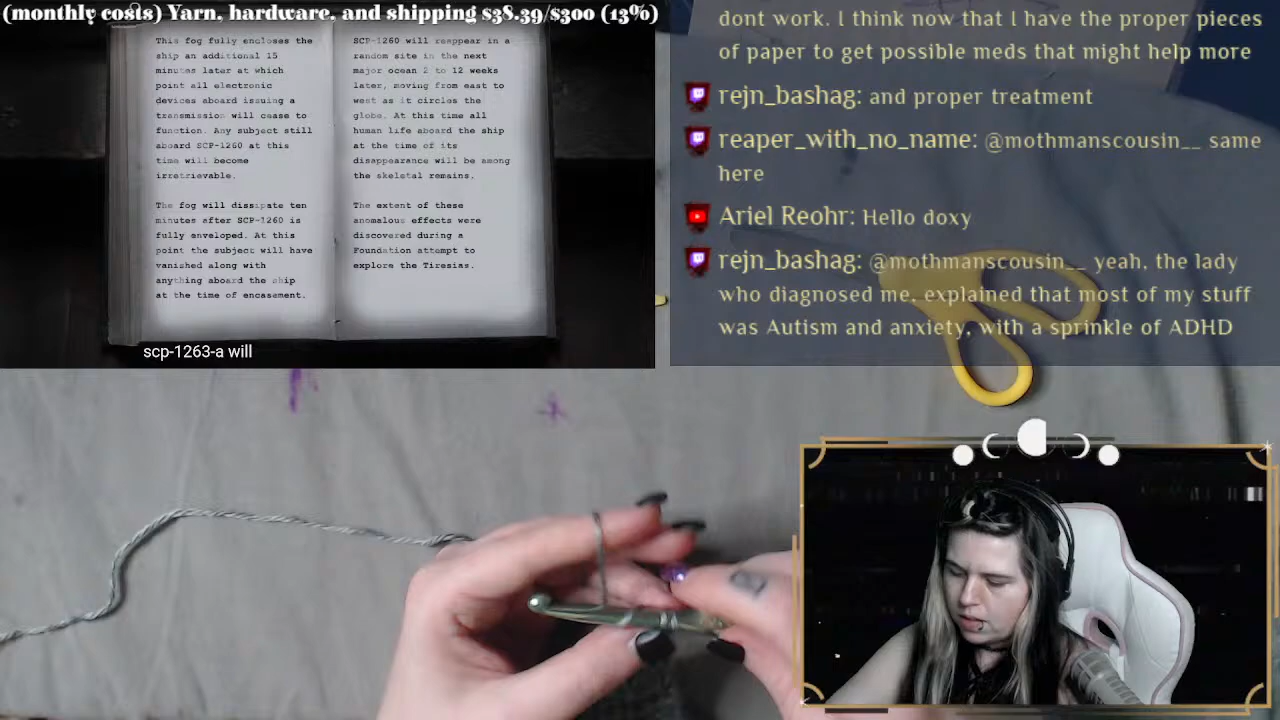 (monthly costs) Yarn, hardware, and shipping $38.39/$300 (13%)
This fog fully encloses the
ship an additional 15
minutes later at which
point all electronic
devices aboard issuing a
transmission will cease to
function. Any subject still
aboard SCP-1260 at this
time will become
irretrievable.
The fog will dissipate ten
minutes after SCP-1260 is
fully enveloped. At this
point the subject will have
vanished along with
anything aboard the ship
at the time of encasement.
SCP-1260 will reappear in a
random site in the next
major ocean 2 to 12 weeks
later, moving from east to
west as it circles the
globe. At this time all
human life aboard the ship
at the time of its
disappearance will be among
the skeletal remains.
The extent of these
anomalous effects were
discovered during a
Foundation attempt to
explore the Tiresias.
scp-1263-a will
dont work. I think now that I have the proper pieces
of paper to get possible meds that might help more
rejn_bashag: and proper treatment
reaper_with_no_name: @mothmanscousin__ same
here
Ariel Reohr: Hello doxy
rejn_bashag: @mothmanscousin__ yeah, the lady
who diagnosed me, explained that most of my stuff
was Autism and anxiety, with a sprinkle of ADHD